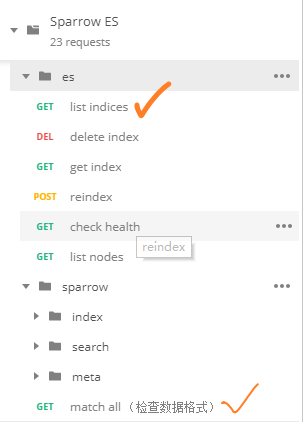 Sparrow ES
23 requests
es
GET list indices
DEL delete index
GET get index
POST reindex
GET check health
reindex
GET list nodes
sparrow
index
search
meta
GET match all（检查数据格式）